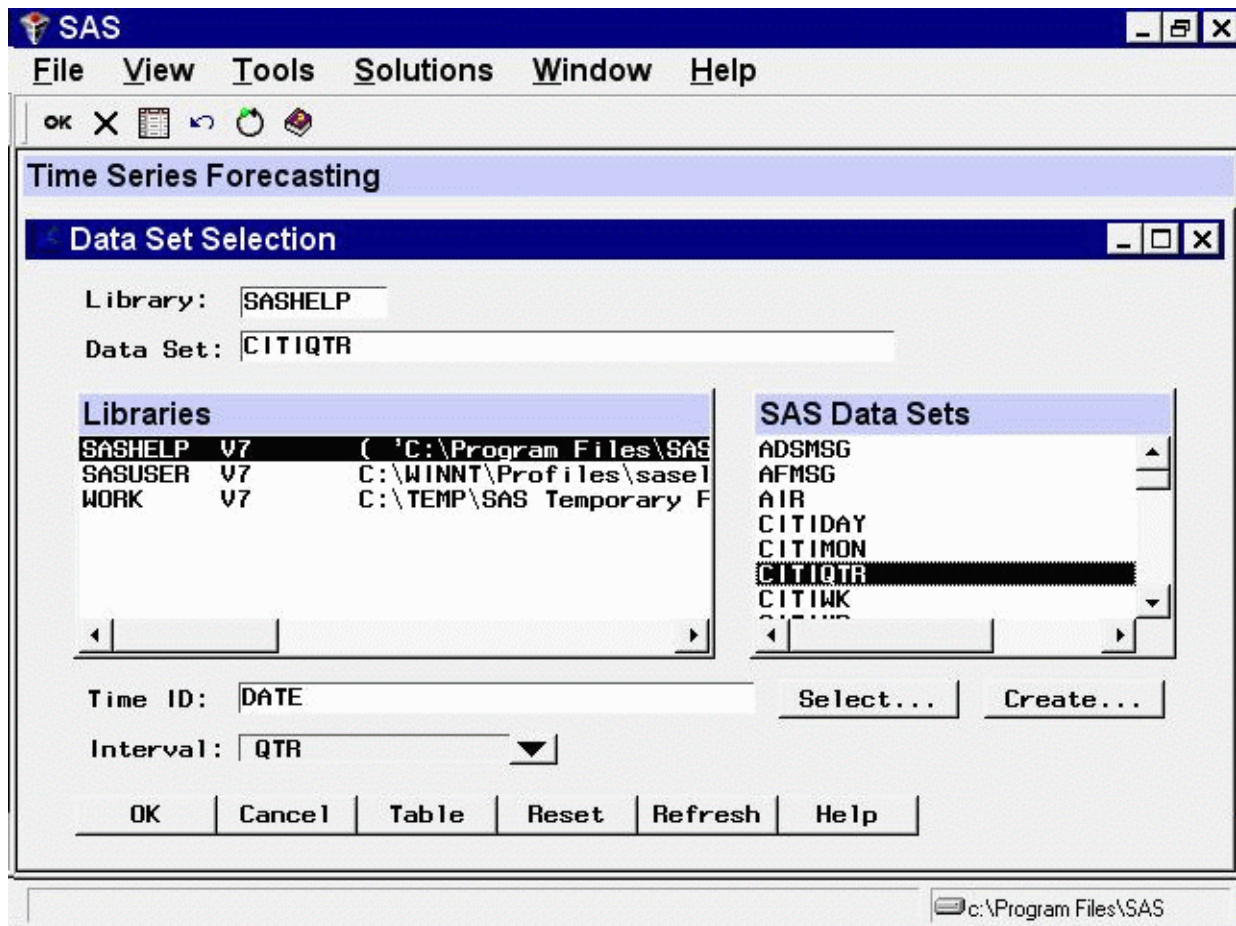 SAS
File View Tools Solutions Window Help
OK
Time Series Forecasting
Data Set Selection
Library: SASHELP
Data Set: CITIQTR
Libraries
SASHELP V7 ( 'C:\Program Files\SAS
SASUSER V7 C:\WINNT\Profiles\sasel
WORK V7 C:\TEMP\SAS Temporary F
SAS Data Sets
ADSMSG
AFMSG
AIR
CITIDAY
CITIMON
CITIQTR
CITIWK
Time ID: DATE Select... Create...
Interval: QTR
OK Cancel Table Reset Refresh Help
c:\Program Files\SAS